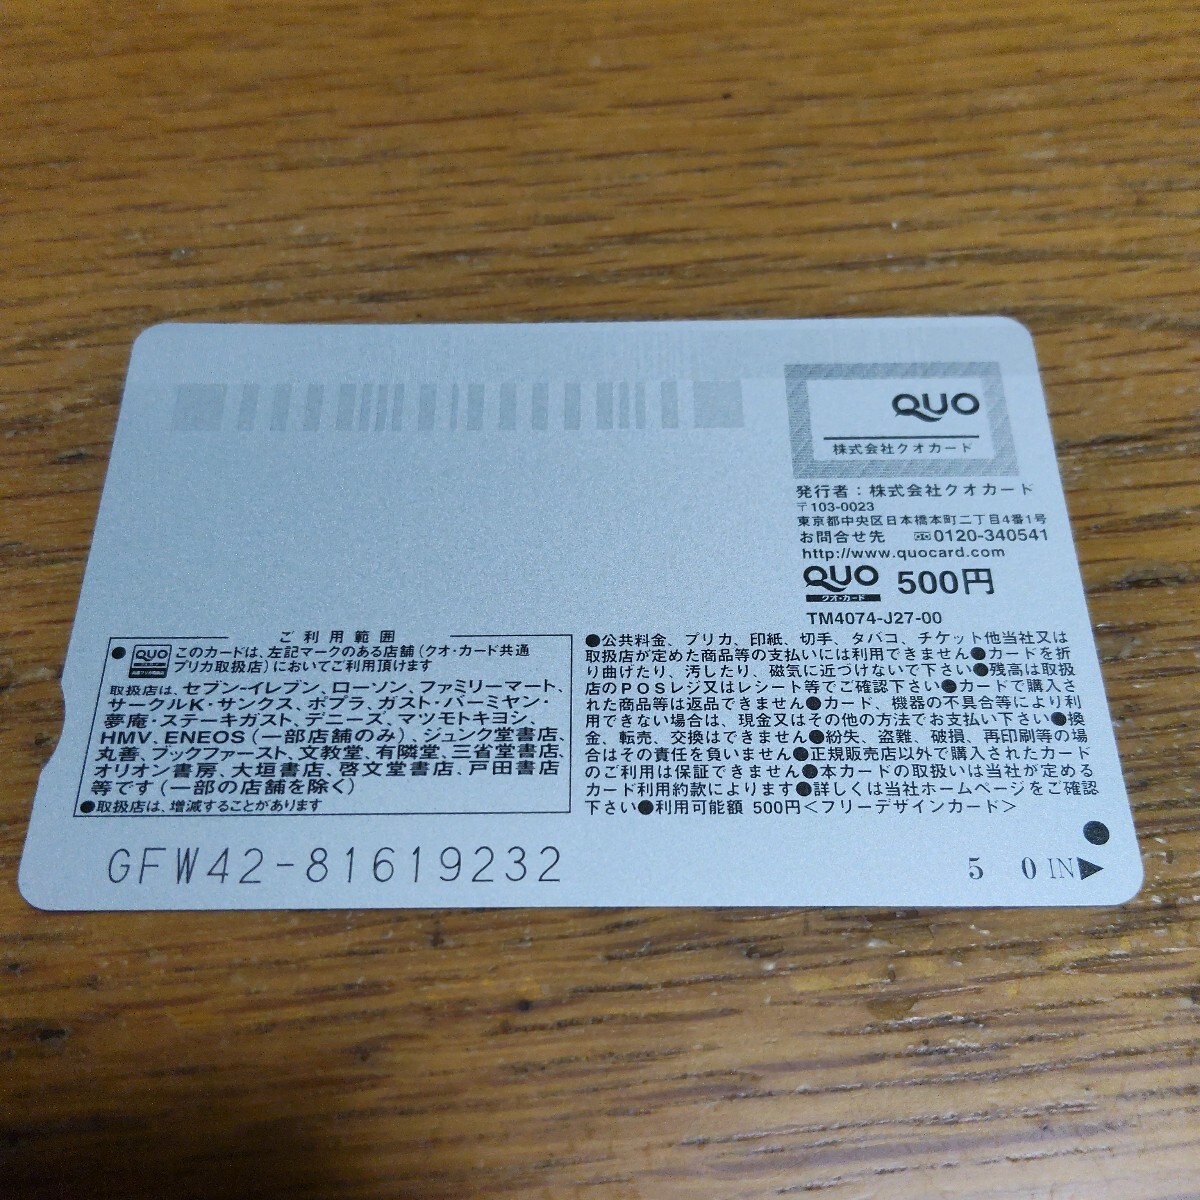 QUO
株式会社クオカード
発行者：株式会社クオカード
〒103-0023
東京都中央区日本橋本町二丁目4番1号
お問合せ先 0120-340541
http://www.quocard.com
QUO 500円
クオ・カード
TM4074-J27-00
ご利用範囲
●QUO このカードは、左記マークのある店舗（クオ・カード共通
プリカ取扱店）においてご利用頂けます
取扱店は、セブン-イレブン、ローソン、ファミリーマート、
サークルK・サンクス、ポプラ、ガスト・バーミヤン・
夢庵・ステーキガスト、デニーズ、マツモトキヨシ、
HMV、ENEOS（一部店舗のみ）、ジュンク堂書店、
丸善、ブックファースト、文教堂、有隣堂、三省堂書店、
オリオン書房、大垣書店、啓文堂書店、戸田書店
等です（一部の店舗を除く）
●取扱店は、増減することがあります
●公共料金、プリカ、印紙、切手、タバコ、チケット他当社又は
取扱店が定めた商品等の支払いには利用できません●カードを折
り曲げたり、汚したり、磁気に近づけないで下さい●残高は取扱
店のPOSレジ又はレシート等でご確認下さい●カードで購入さ
れた商品等は返品できません●カード、機器の不具合等により利
用できない場合は、現金又はその他の方法でお支払い下さい●換
金、転売、交換はできません●紛失、盗難、破損、再印刷等の場
合はその責任を負いません●正規販売店以外で購入されたカード
のご利用は保証できません●本カードの取扱いは当社が定める
カード利用約款によります●詳しくは当社ホームページをご確認
下さい●利用可能額 500円＜フリーデザインカード＞
GFW42-81619232
5 0 IN▶